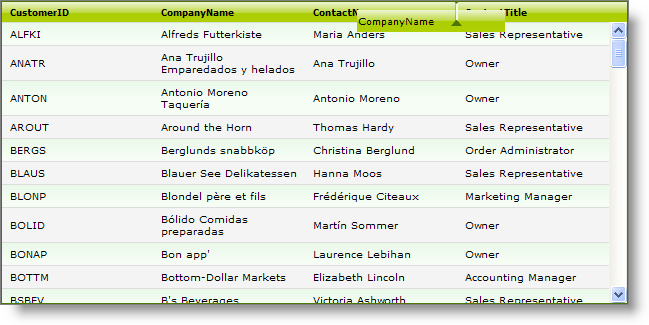 CustomerID CompanyName ContactN
CompanyName
ALFKI Alfreds Futterkiste Maria Anders Sales Representative
ANATR Ana Trujillo Emparedados y helados Ana Trujillo Owner
ANTON Antonio Moreno Taquería Antonio Moreno Owner
AROUT Around the Horn Thomas Hardy Sales Representative
BERGS Berglunds snabbköp Christina Berglund Order Administrator
BLAUS Blauer See Delikatessen Hanna Moos Sales Representative
BLONP Blondel père et fils Frédérique Citeaux Marketing Manager
BOLID Bólido Comidas preparadas Martín Sommer Owner
BONAP Bon app' Laurence Lebihan Owner
BOTTM Bottom-Dollar Markets Elizabeth Lincoln Accounting Manager
BSBEV B's Beverages Victoria Ashworth Sales Representative